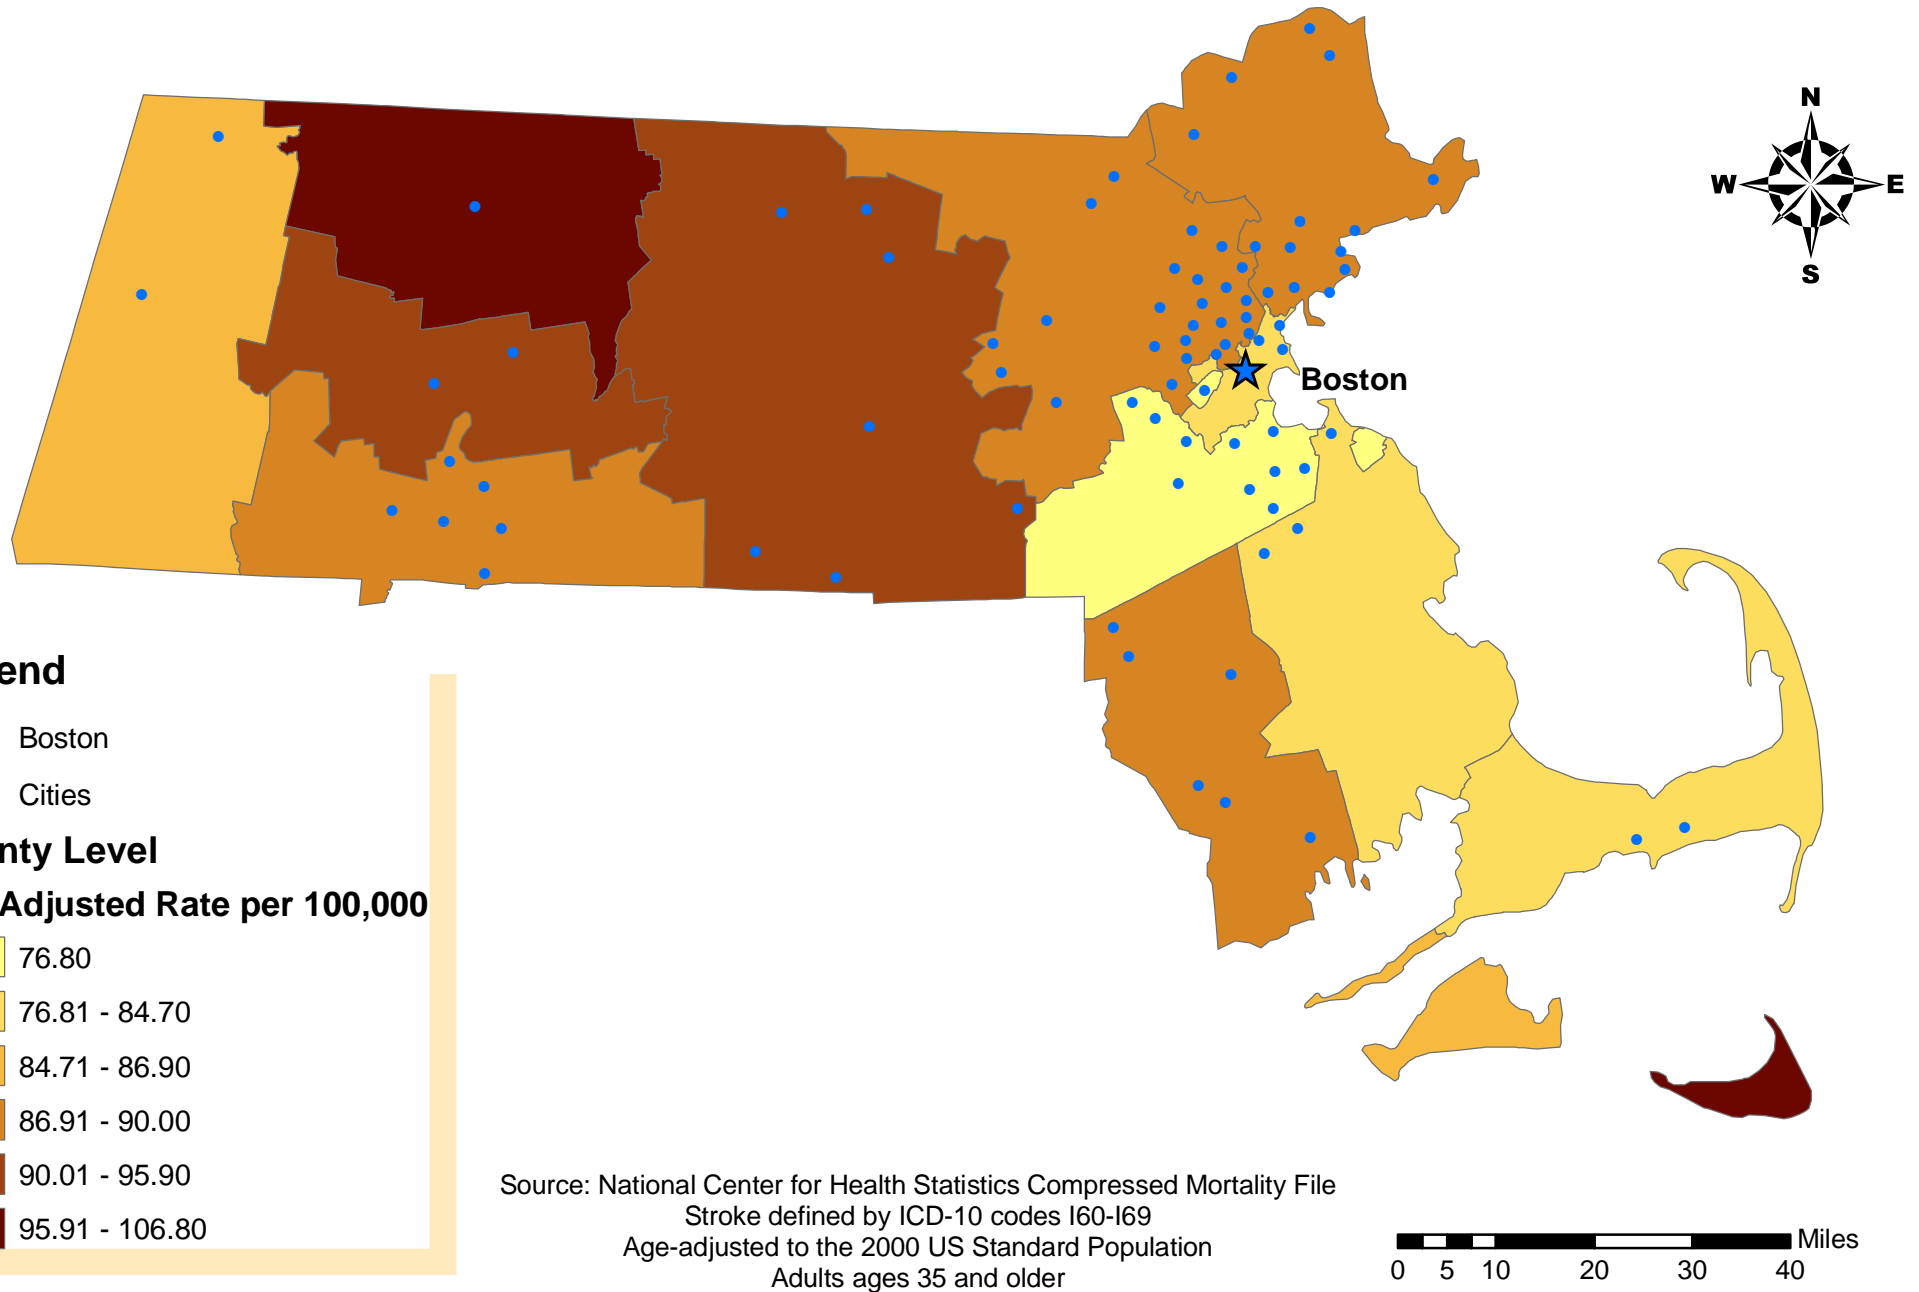 N
W E
S
Boston
end
Boston
Cities
nty Level
Adjusted Rate per 100,000
76.80
76.81 - 84.70
84.71 - 86.90
86.91 - 90.00
90.01 - 95.90
95.91 - 106.80
Source: National Center for Health Statistics Compressed Mortality File
Stroke defined by ICD-10 codes I60-I69
Age-adjusted to the 2000 US Standard Population
Adults ages 35 and older
Miles
0 5 10 20 30 40